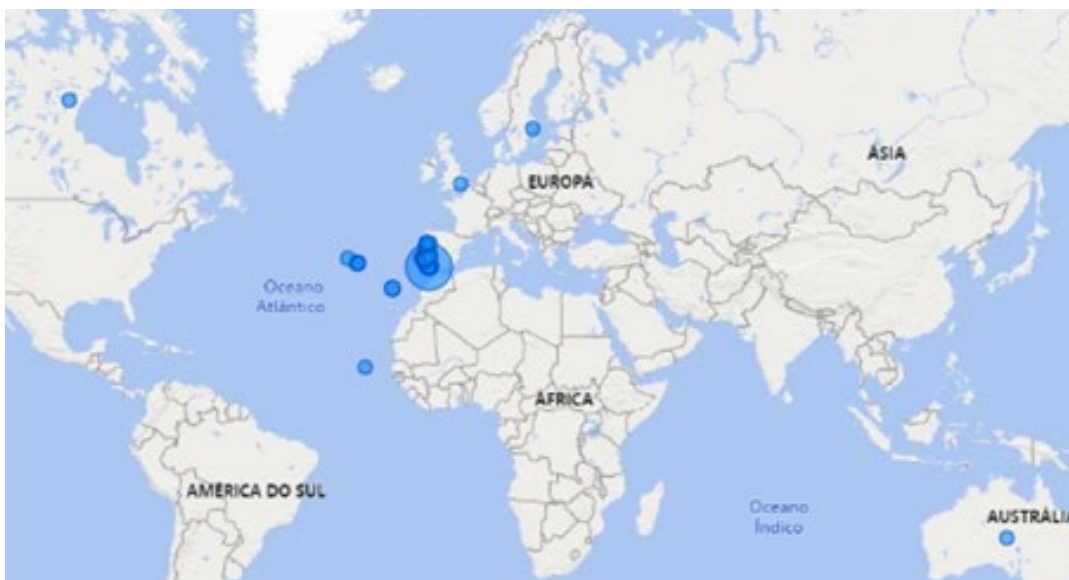 ÁSIA
EUROPA
Oceano
Atlântico
ÁFRICA
AMÉRICA DO SUL
Oceano
Índico
AUSTRÁLIA